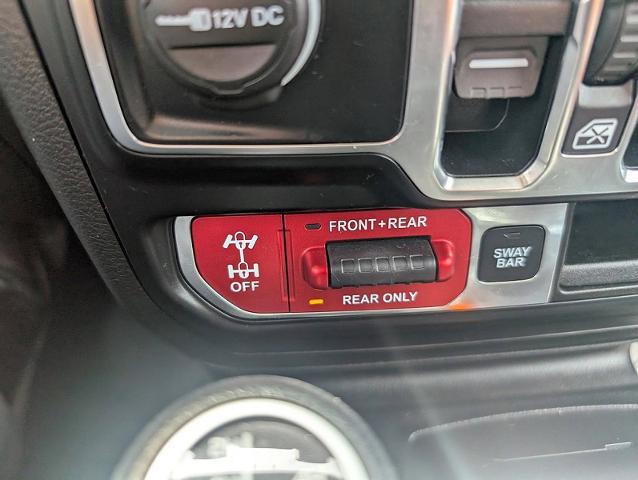 12V DC
FRONT+REAR
OFF
REAR ONLY
SWAY
BAR